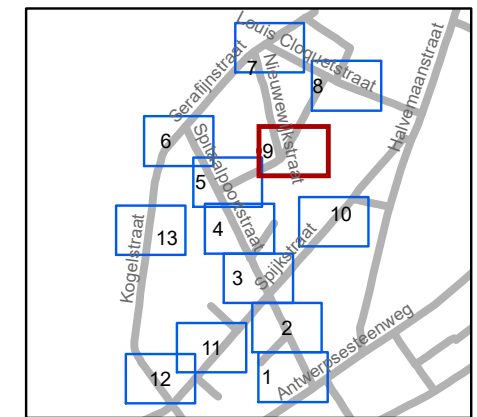 Louis Cloquetstraat
7
Serafijnstraat
Nieuwewijkstraat
8
Halvemaanstraat
6
Spitaalpoortstraat
9
5
10
4
13
Kogelstraat
Spijkstraat
3
2
11
Antwerpsesteenweg
1
12